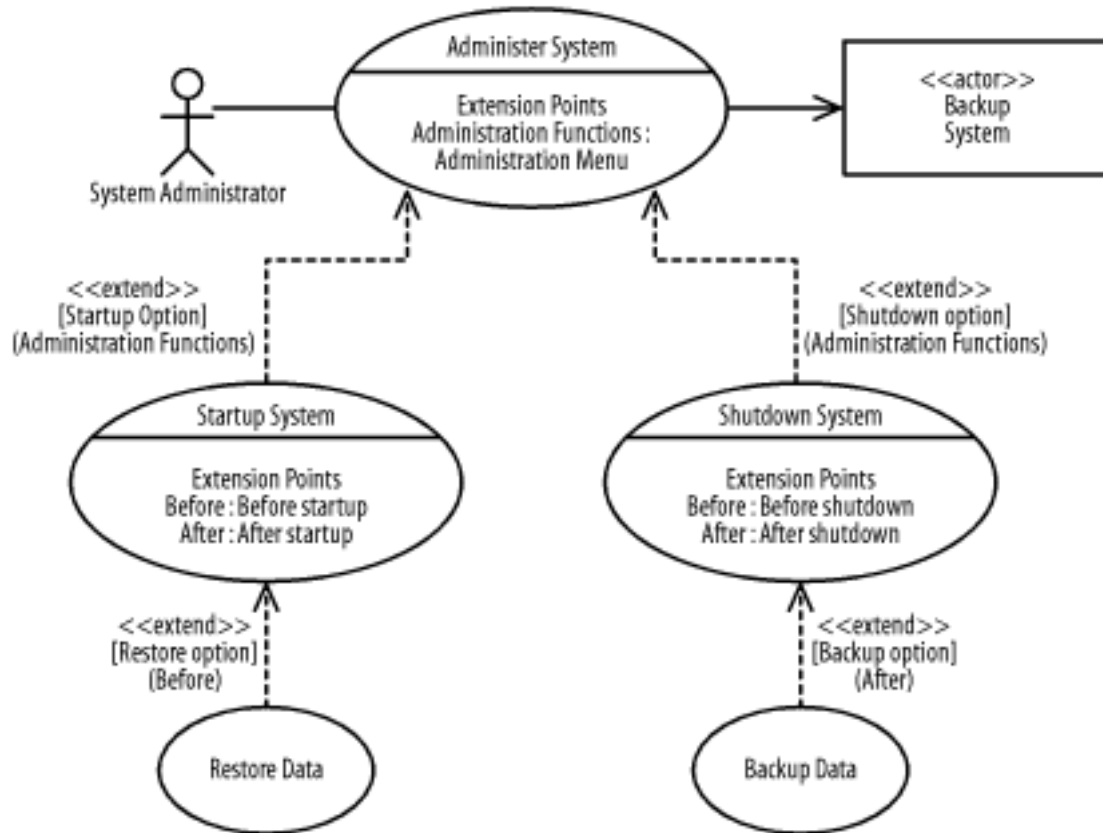 Administer System
Extension Points
Administration Functions :
Administration Menu
<<actor>>
Backup
System
System Administrator
<<extend>>
[Startup Option]
(Administration Functions)
<<extend>>
[Shutdown option]
(Administration Functions)
Startup System
Extension Points
Before : Before startup
After : After startup
Shutdown System
Extension Points
Before : Before shutdown
After : After shutdown
<<extend>>
[Restore option]
(Before)
<<extend>>
[Backup option]
(After)
Restore Data
Backup Data